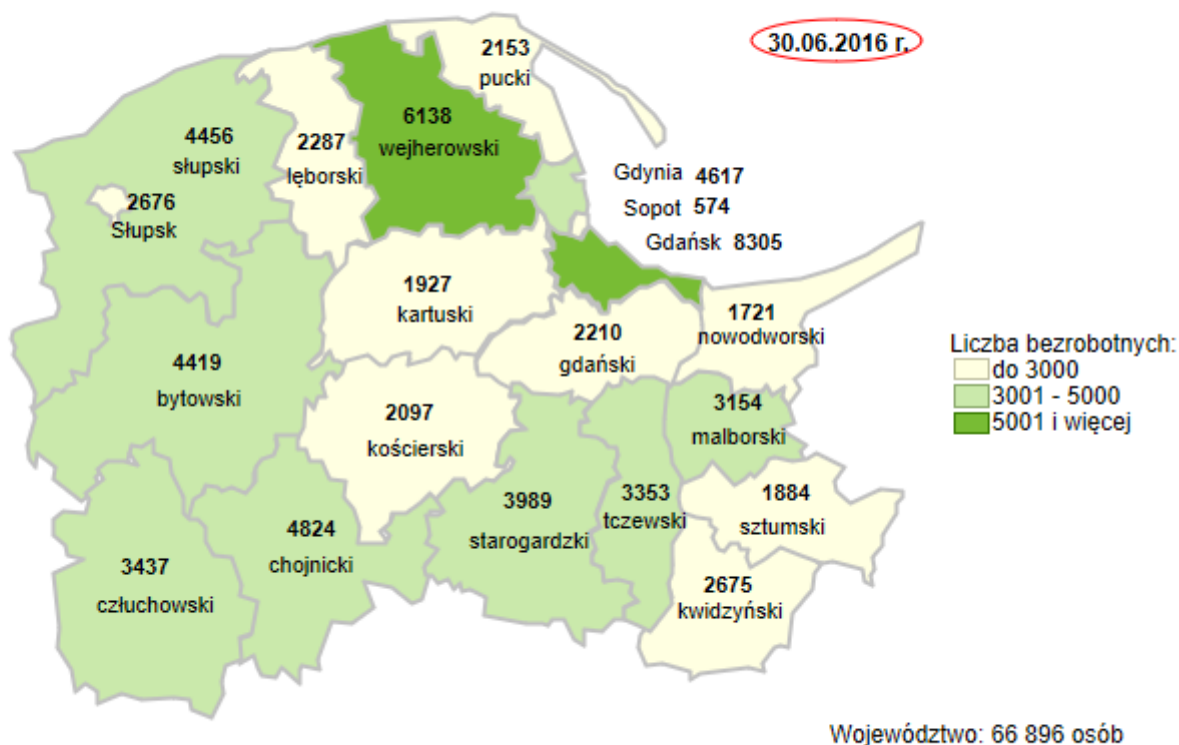 30.06.2016 r.
2153
pucki
6138
wejherowski
4456
słupski
2287
lęborski
2676
Słupsk
Gdynia 4617
Sopot 574
Gdańsk 8305
1927
kartuski
2210
gdański
1721
nowodworski
4419
bytowski
2097
kościerski
3154
malborski
3989
starogardzki
3353
tczewski
1884
sztumski
4824
chojnicki
3437
człuchowski
2675
kwidzyński
Liczba bezrobotnych:
do 3000
3001 - 5000
5001 i więcej
Województwo: 66 896 osób